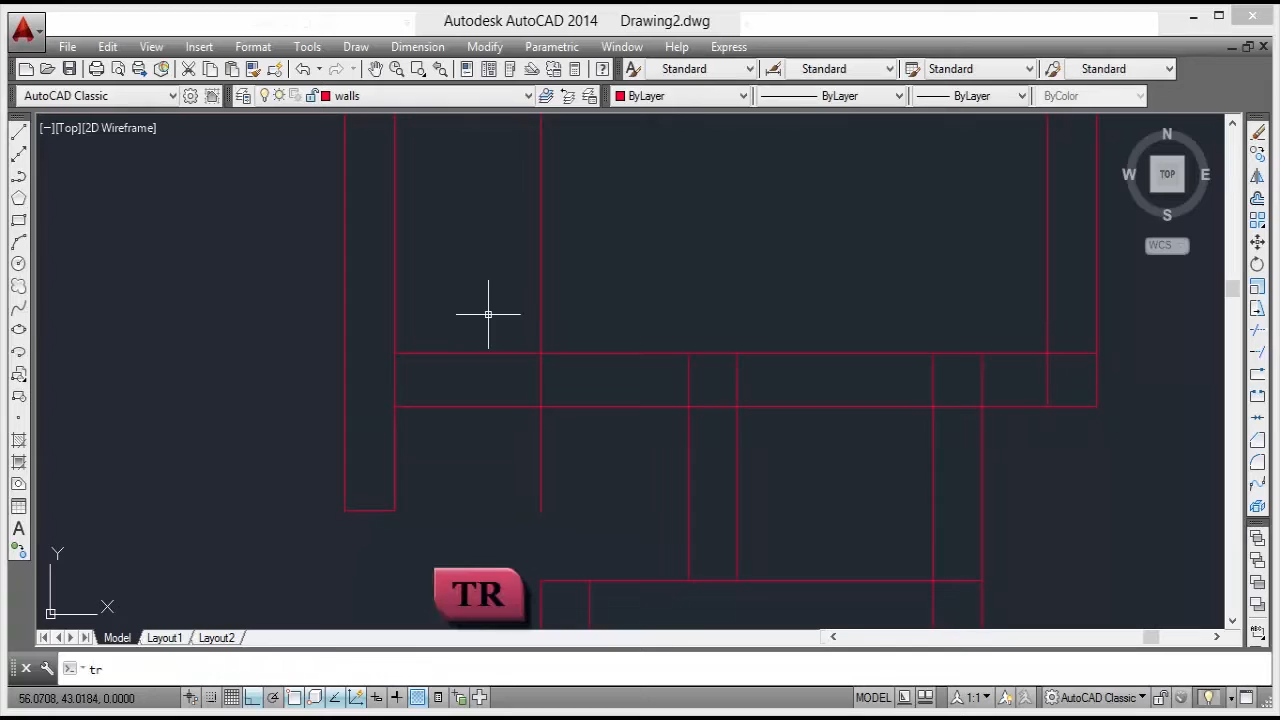 Autodesk AutoCAD 2014 Drawing2.dwg
File Edit View Insert Format Tools Draw Dimension Modify Parametric Window Help Express
Standard Standard Standard Standard
AutoCAD Classic walls ByLayer ByLayer ByLayer ByColor
[−][Top][2D Wireframe]
N
W TOP E
S
WCS
Y
X
TR
Model Layout1 Layout2
tr
56.0708, 43.0184, 0.0000 MODEL 1:1 AutoCAD Classic